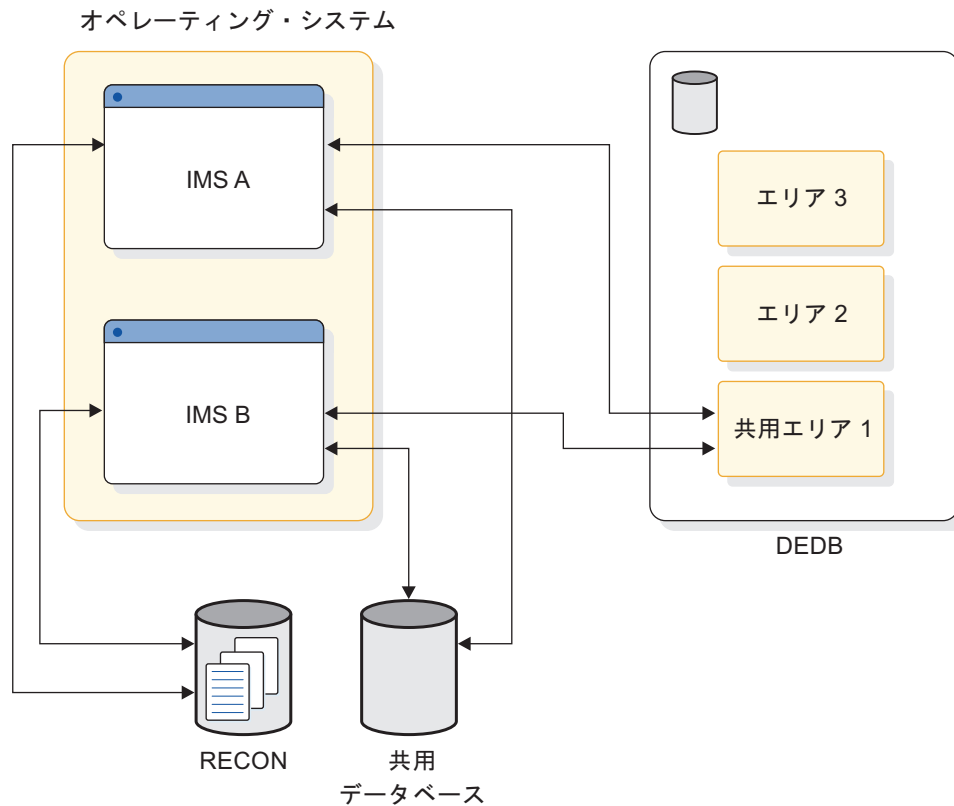 オペレーティング・システム
IMS A
IMS B
エリア 3
エリア 2
共用エリア 1
DEDB
RECON
共用
データベース